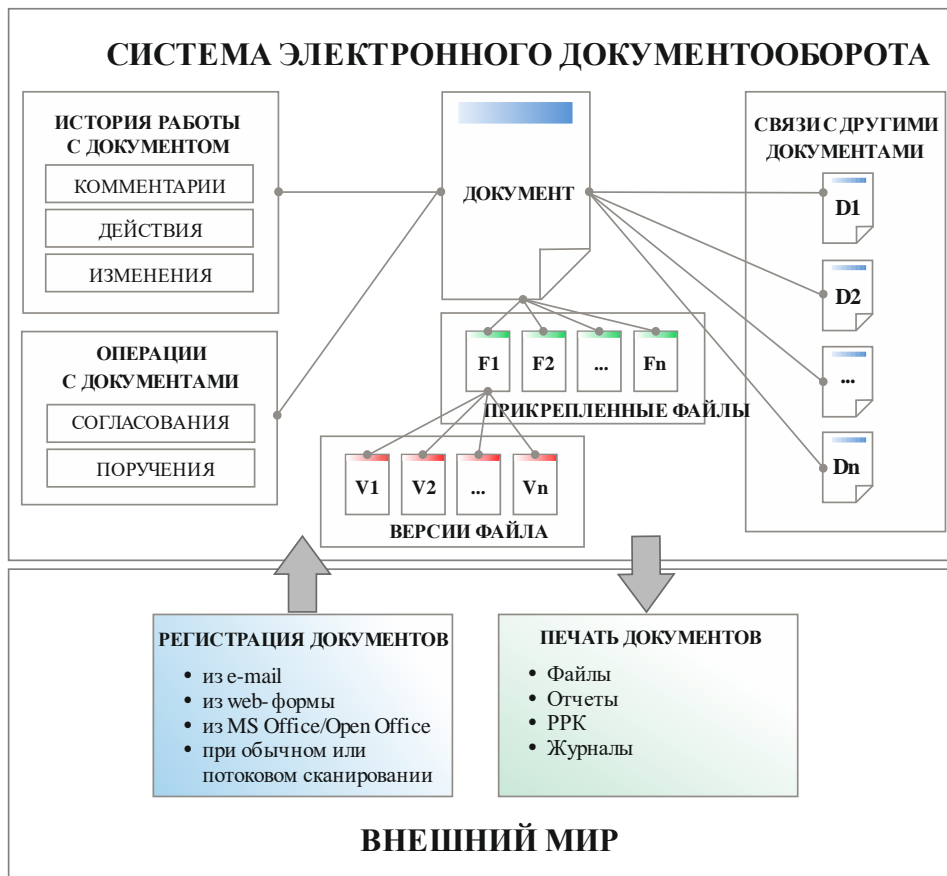 СИСТЕМА ЭЛЕКТРОННОГО ДОКУМЕНТООБОРОТА
ИСТОРИЯ РАБОТЫ
С ДОКУМЕНТОМ
КОММЕНТАРИИ
ДЕЙСТВИЯ
ИЗМЕНЕНИЯ
ОПЕРАЦИИ
С ДОКУМЕНТАМИ
СОГЛАСОВАНИЯ
ПОРУЧЕНИЯ
ДОКУМЕНТ
F1 F2 ... Fn
ПРИКРЕПЛЕННЫЕ ФАЙЛЫ
V1 V2 ... Vn
ВЕРСИИ ФАЙЛА
СВЯЗИ С ДРУГИМИ
ДОКУМЕНТАМИ
D1
D2
...
Dn
РЕГИСТРАЦИЯ ДОКУМЕНТОВ
• из e-mail
• из web-формы
• из MS Office/Open Office
• при обычном или
потоковом сканировании
ПЕЧАТЬ ДОКУМЕНТОВ
• Файлы
• Отчеты
• РРК
• Журналы
ВНЕШНИЙ МИР